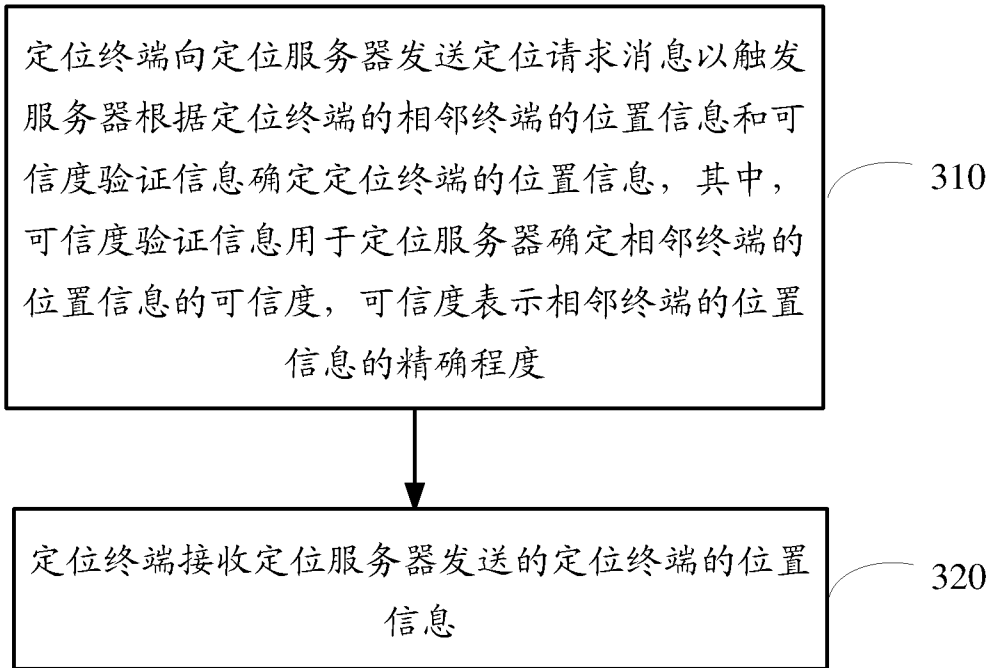 定位终端向定位服务器发送定位请求消息以触发
服务器根据定位终端的相邻终端的位置信息和可
信度验证信息确定定位终端的位置信息，其中，
可信度验证信息用于定位服务器确定相邻终端的
位置信息的可信度，可信度表示相邻终端的位置
信息的精确程度
310
定位终端接收定位服务器发送的定位终端的位置
信息
320